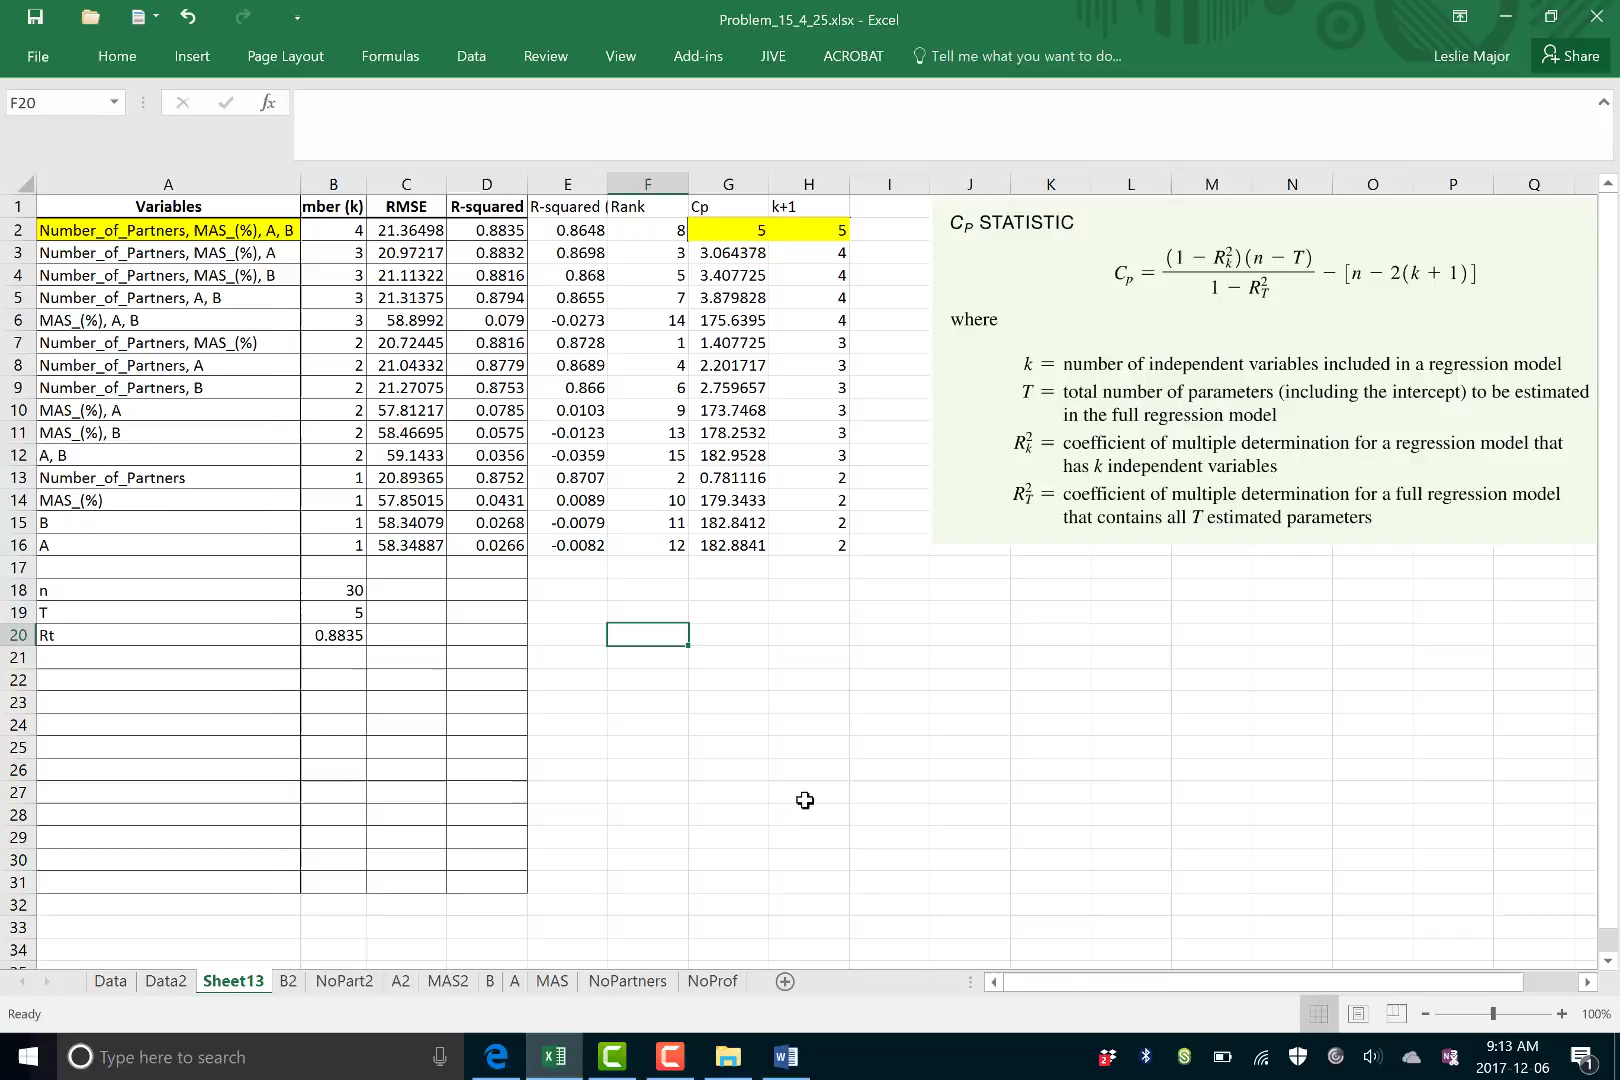 Problem_15_4_25.xlsx - Excel
File Home Insert Page Layout Formulas Data Review View Add-ins JIVE ACROBAT Tell me what you want to do... Leslie Major Share
F20 fx
A B C D E F G H I J K L M N O P Q
1 Variables mber (k) RMSE R-squared R-squared ( Rank Cp k+1
2 Number_of_Partners, MAS_(%), A, B 4 21.36498 0.8835 0.8648 8 5 5
3 Number_of_Partners, MAS_(%), A 3 20.97217 0.8832 0.8698 3 3.064378 4
4 Number_of_Partners, MAS_(%), B 3 21.11322 0.8816 0.868 5 3.407725 4
5 Number_of_Partners, A, B 3 21.31375 0.8794 0.8655 7 3.879828 4
6 MAS_(%), A, B 3 58.8992 0.079 -0.0273 14 175.6395 4
7 Number_of_Partners, MAS_(%) 2 20.72445 0.8816 0.8728 1 1.407725 3
8 Number_of_Partners, A 2 21.04332 0.8779 0.8689 4 2.201717 3
9 Number_of_Partners, B 2 21.27075 0.8753 0.866 6 2.759657 3
10 MAS_(%), A 2 57.81217 0.0785 0.0103 9 173.7468 3
11 MAS_(%), B 2 58.46695 0.0575 -0.0123 13 178.2532 3
12 A, B 2 59.1433 0.0356 -0.0359 15 182.9528 3
13 Number_of_Partners 1 20.89365 0.8752 0.8707 2 0.781116 2
14 MAS_(%) 1 57.85015 0.0431 0.0089 10 179.3433 2
15 B 1 58.34079 0.0268 -0.0079 11 182.8412 2
16 A 1 58.34887 0.0266 -0.0082 12 182.8841 2
17
18 n 30
19 T 5
20 Rt 0.8835
21
22
23
24
25
26
27
28
29
30
31
32
33
34
C_P STATISTIC
C_p = (1 − R²_k)(n − T) / 1 − R²_T − [n − 2(k + 1)]
where
k = number of independent variables included in a regression model
T = total number of parameters (including the intercept) to be estimated
in the full regression model
R²_k = coefficient of multiple determination for a regression model that
has k independent variables
R²_T = coefficient of multiple determination for a full regression model
that contains all T estimated parameters
Data Data2 Sheet13 B2 NoPart2 A2 MAS2 B A MAS NoPartners NoProf
Ready 100%
Type here to search 9:13 AM
2017-12-06 1